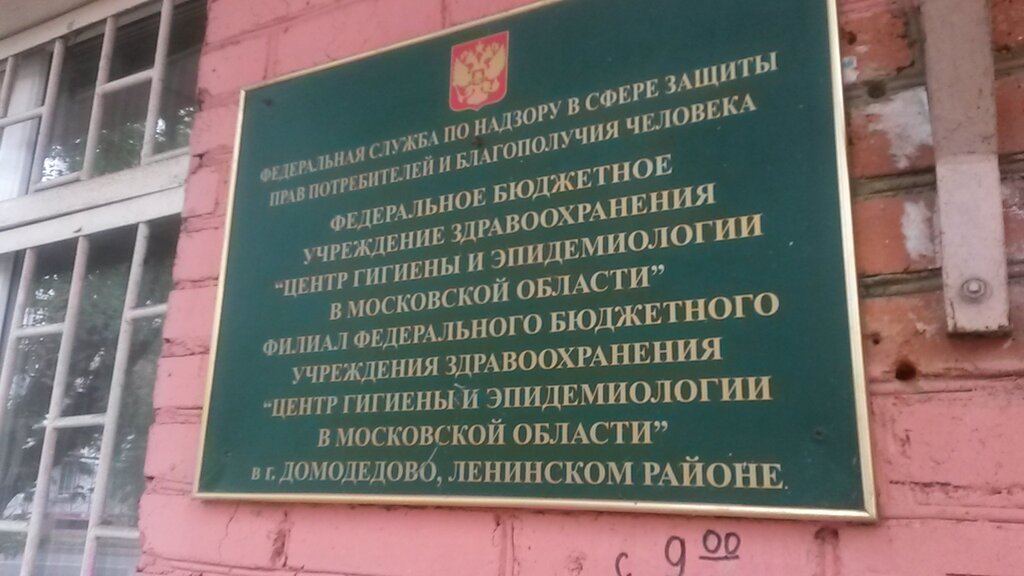 ФЕДЕРАЛЬНАЯ СЛУЖБА ПО НАДЗОРУ В СФЕРЕ ЗАЩИТЫ
ПРАВ ПОТРЕБИТЕЛЕЙ И БЛАГОПОЛУЧИЯ ЧЕЛОВЕКА
ФЕДЕРАЛЬНОЕ БЮДЖЕТНОЕ
УЧРЕЖДЕНИЕ ЗДРАВООХРАНЕНИЯ
“ЦЕНТР ГИГИЕНЫ И ЭПИДЕМИОЛОГИИ
В МОСКОВСКОЙ ОБЛАСТИ”
ФИЛИАЛ ФЕДЕРАЛЬНОГО БЮДЖЕТНОГО
УЧРЕЖДЕНИЯ ЗДРАВООХРАНЕНИЯ
“ЦЕНТР ГИГИЕНЫ И ЭПИДЕМИОЛОГИИ
В МОСКОВСКОЙ ОБЛАСТИ”
в г. ДОМОДЕДОВО, ЛЕНИНСКОМ РАЙОНЕ.
с 9 00